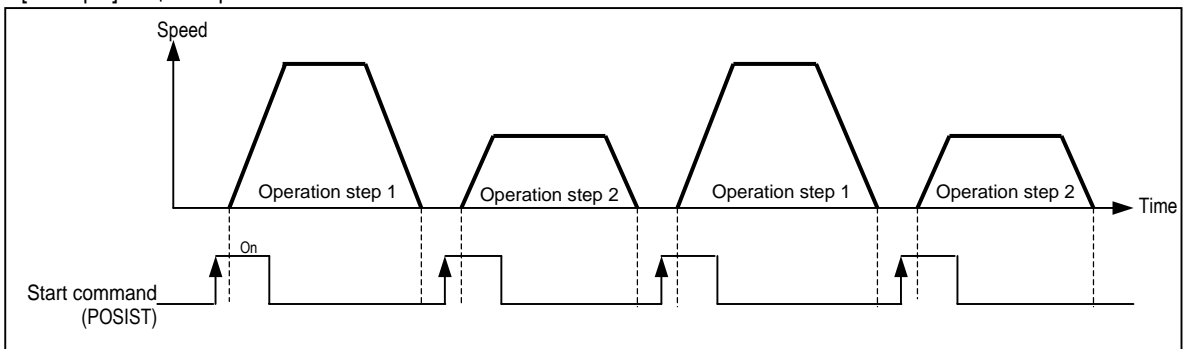 Speed
Operation step 1
Operation step 2
Operation step 1
Operation step 2
Time
On
Start command
(POSIST)